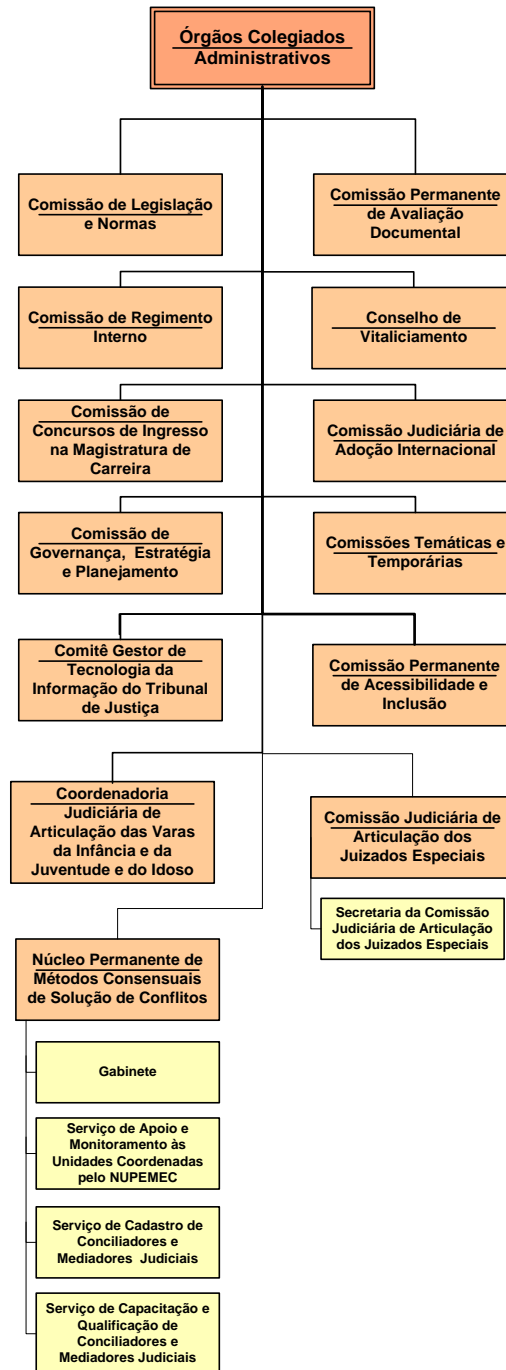 Órgãos Colegiados
Administrativos
Comissão de Legislação
e Normas
Comissão Permanente
de Avaliação
Documental
Comissão de Regimento
Interno
Conselho de
Vitaliciamento
Comissão de
Concursos de Ingresso
na Magistratura de
Carreira
Comissão Judiciária de
Adoção Internacional
Comissão de
Governança, Estratégia
e Planejamento
Comissões Temáticas e
Temporárias
Comitê Gestor de
Tecnologia da
Informação do Tribunal
de Justiça
Comissão Permanente
de Acessibilidade e
Inclusão
Coordenadoria
Judiciária de
Articulação das Varas
da Infância e da
Juventude e do Idoso
Comissão Judiciária de
Articulação dos
Juizados Especiais
Secretaria da Comissão
Judiciária de Articulação
dos Juizados Especiais
Núcleo Permanente de
Métodos Consensuais
de Solução de Conflitos
Gabinete
Serviço de Apoio e
Monitoramento às
Unidades Coordenadas
pelo NUPEMEC
Serviço de Cadastro de
Conciliadores e
Mediadores Judiciais
Serviço de Capacitação e
Qualificação de
Conciliadores e
Mediadores Judiciais